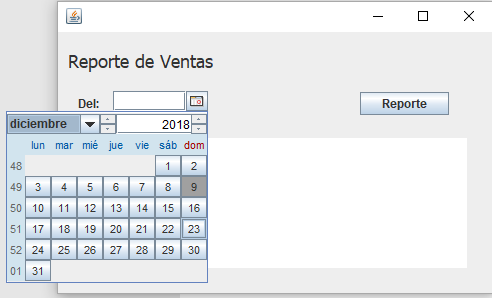 Reporte de Ventas
Del:
Reporte
diciembre 2018
lun mar mié jue vie sáb dom
48 1 2
49 3 4 5 6 7 8 9
50 10 11 12 13 14 15 16
51 17 18 19 20 21 22 23
52 24 25 26 27 28 29 30
01 31